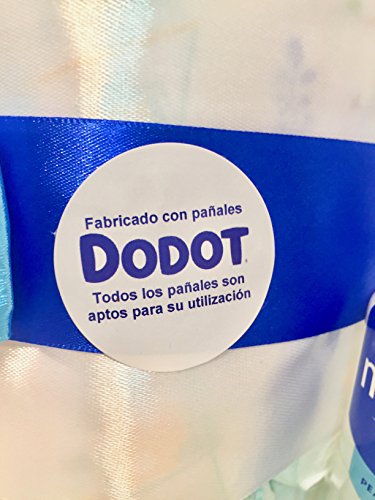 Fabricado con pañales
DODOT
Todos los pañales son
aptos para su utilización